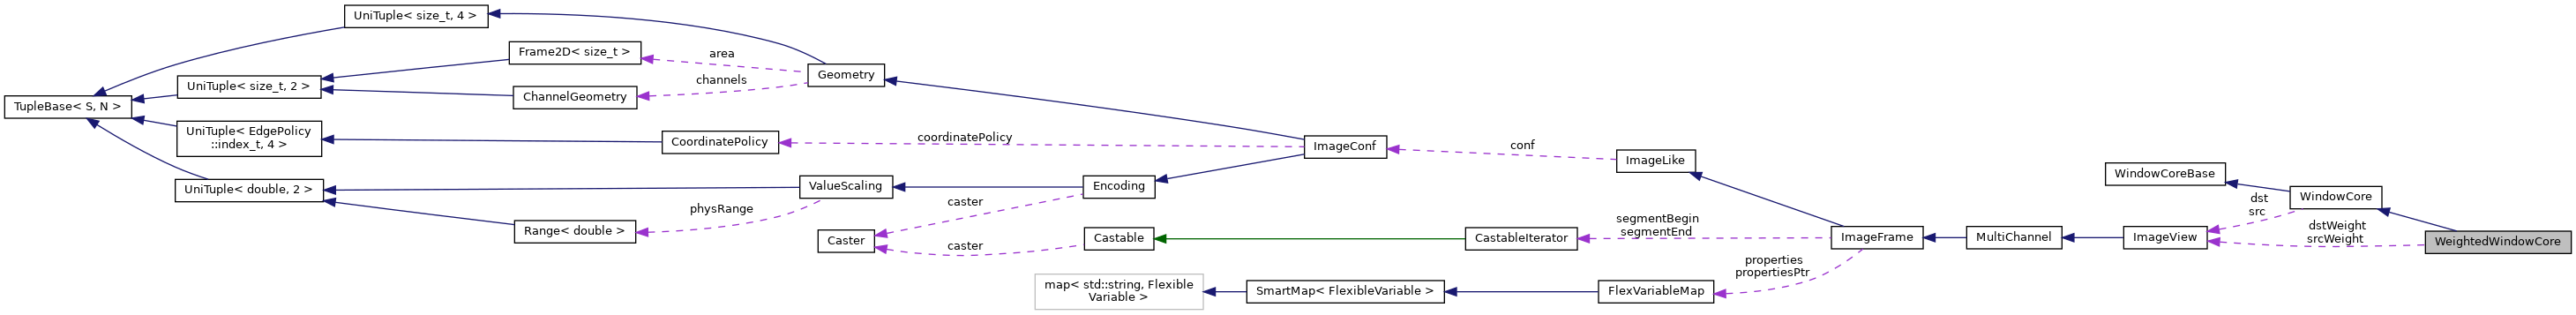 UniTuple< size_t, 4 >
Frame2D< size_t >
area
Geometry
channels
UniTuple< size_t, 2 >
ChannelGeometry
TupleBase< S, N >
UniTuple< EdgePolicy
::index_t, 4 >
CoordinatePolicy
coordinatePolicy
ImageConf
conf
ImageLike
WindowCoreBase
UniTuple< double, 2 >
ValueScaling
Encoding
WindowCore
physRange
caster
dst
src
Range< double >
Caster
caster
Castable
CastableIterator
segmentBegin
segmentEnd
ImageFrame
MultiChannel
ImageView
dstWeight
srcWeight
WeightedWindowCore
properties
propertiesPtr
map< std::string, Flexible
Variable >
SmartMap< FlexibleVariable >
FlexVariableMap